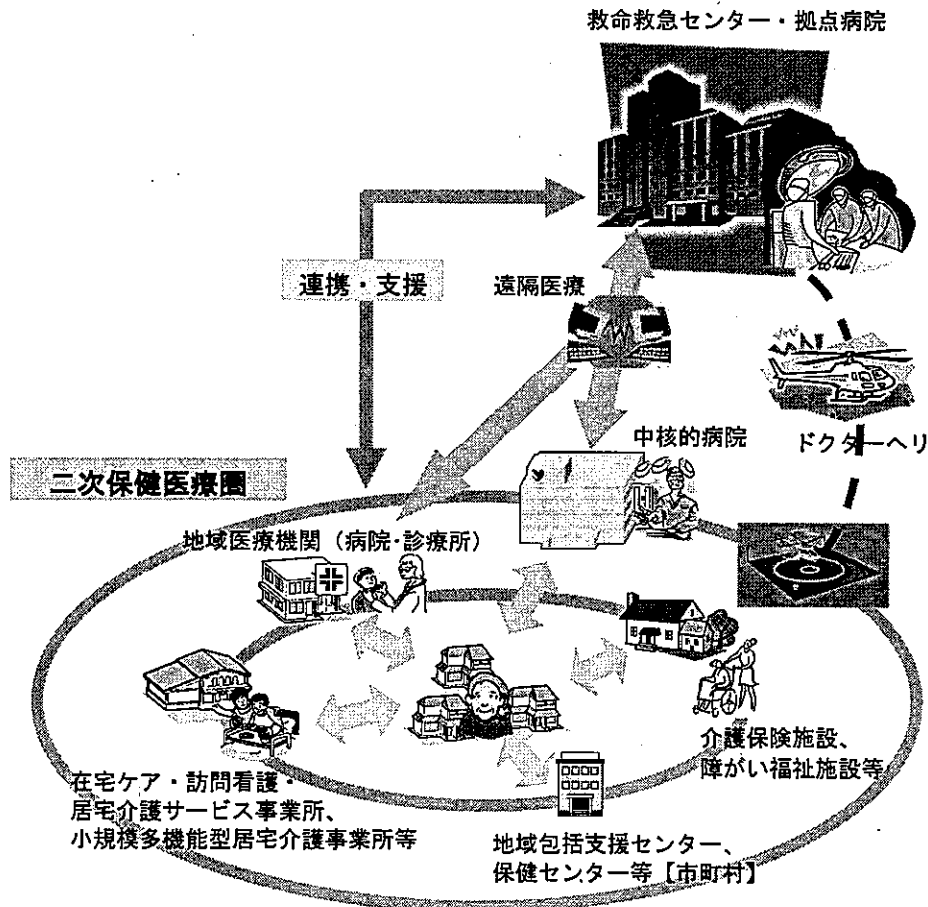 救命救急センター・拠点病院
連携・支援
遠隔医療
中核的病院
ドクターヘリ
二次保健医療圏
地域医療機関（病院・診療所）
介護保険施設、
障がい福祉施設等
在宅ケア・訪問看護・
居宅介護サービス事業所、
小規模多機能型居宅介護事業所等
地域包括支援センター、
保健センター等【市町村】